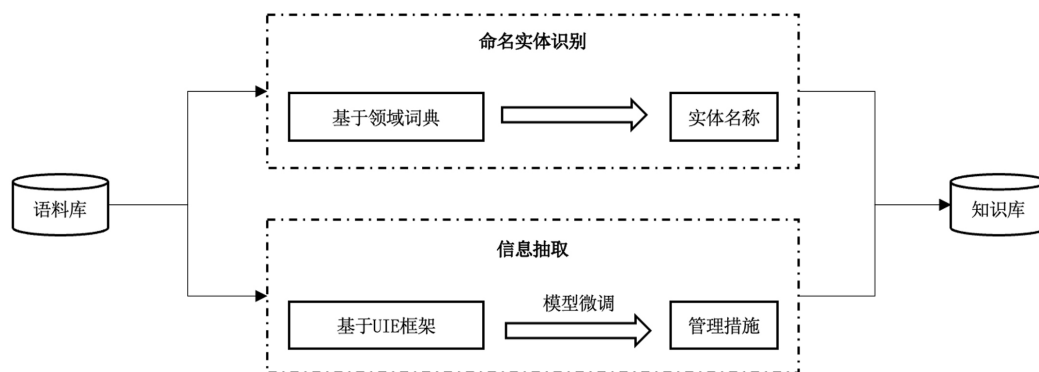 命名实体识别
基于领域词典
实体名称
语料库
知识库
信息抽取
模型微调
基于UIE框架
管理措施